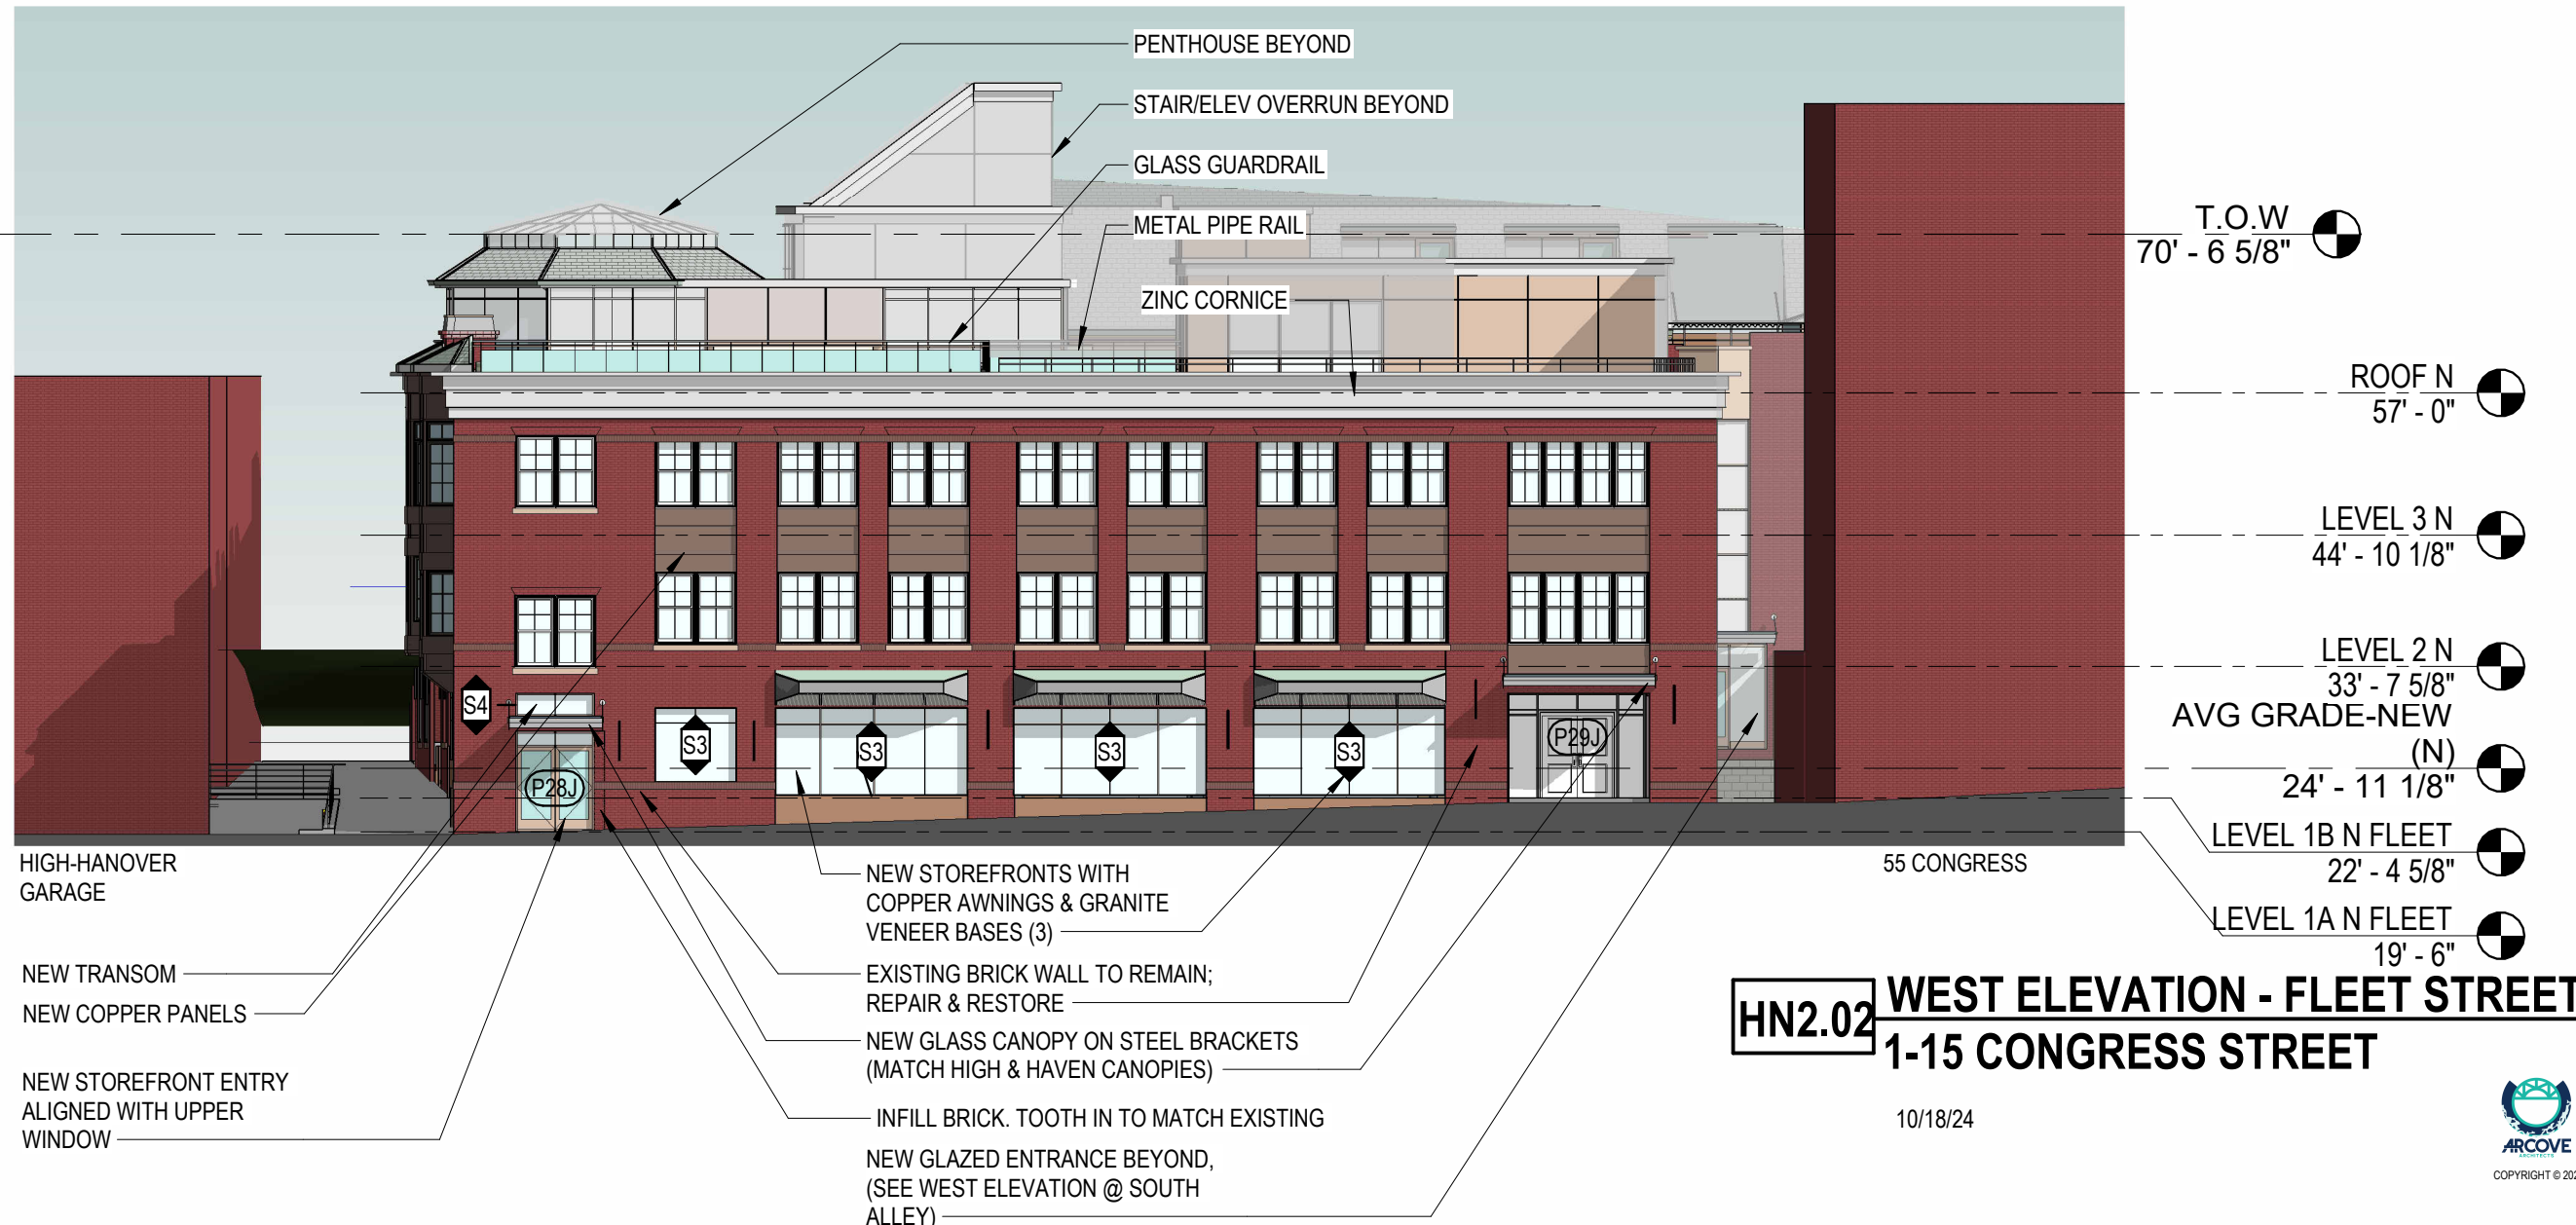 PENTHOUSE BEYOND
STAIR/ELEV OVERRUN BEYOND
GLASS GUARDRAIL
METAL PIPE RAIL
ZINC CORNICE
T.O.W
70' - 6 5/8"
ROOF N
57' - 0"
LEVEL 3 N
44' - 10 1/8"
LEVEL 2 N
33' - 7 5/8"
AVG GRADE-NEW
(N)
24' - 11 1/8"
LEVEL 1B N FLEET
22' - 4 5/8"
LEVEL 1A N FLEET
19' - 6"
S4
S3
S3
S3
S3
P28J
P29J
HIGH-HANOVER
GARAGE
55 CONGRESS
NEW TRANSOM
NEW COPPER PANELS
NEW STOREFRONT ENTRY
ALIGNED WITH UPPER
WINDOW
NEW STOREFRONTS WITH
COPPER AWNINGS & GRANITE
VENEER BASES (3)
EXISTING BRICK WALL TO REMAIN;
REPAIR & RESTORE
NEW GLASS CANOPY ON STEEL BRACKETS
(MATCH HIGH & HAVEN CANOPIES)
INFILL BRICK. TOOTH IN TO MATCH EXISTING
NEW GLAZED ENTRANCE BEYOND,
(SEE WEST ELEVATION @ SOUTH
ALLEY)
HN2.02
WEST ELEVATION - FLEET STREET
1-15 CONGRESS STREET
10/18/24
ARCOVE
ARCHITECTS
COPYRIGHT © 202